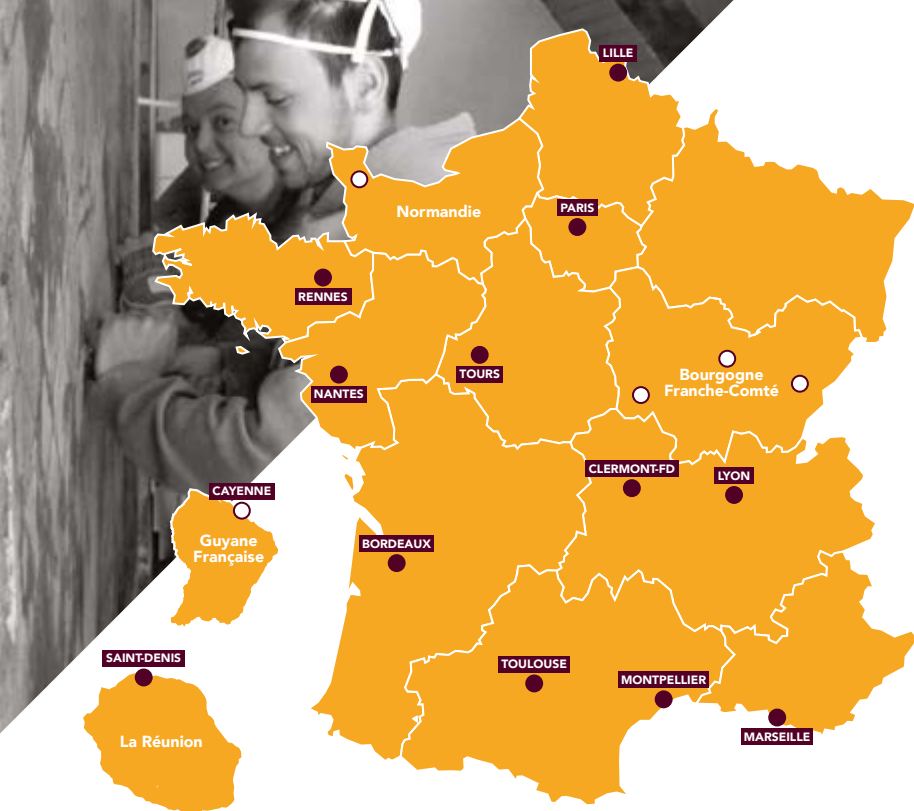 LILLE
Normandie
PARIS
RENNES
TOURS
NANTES
Bourgogne
Franche-Comté
CLERMONT-FD
LYON
CAYENNE
Guyane
Française
BORDEAUX
SAINT-DENIS
TOULOUSE
MONTPELLIER
La Réunion
MARSEILLE